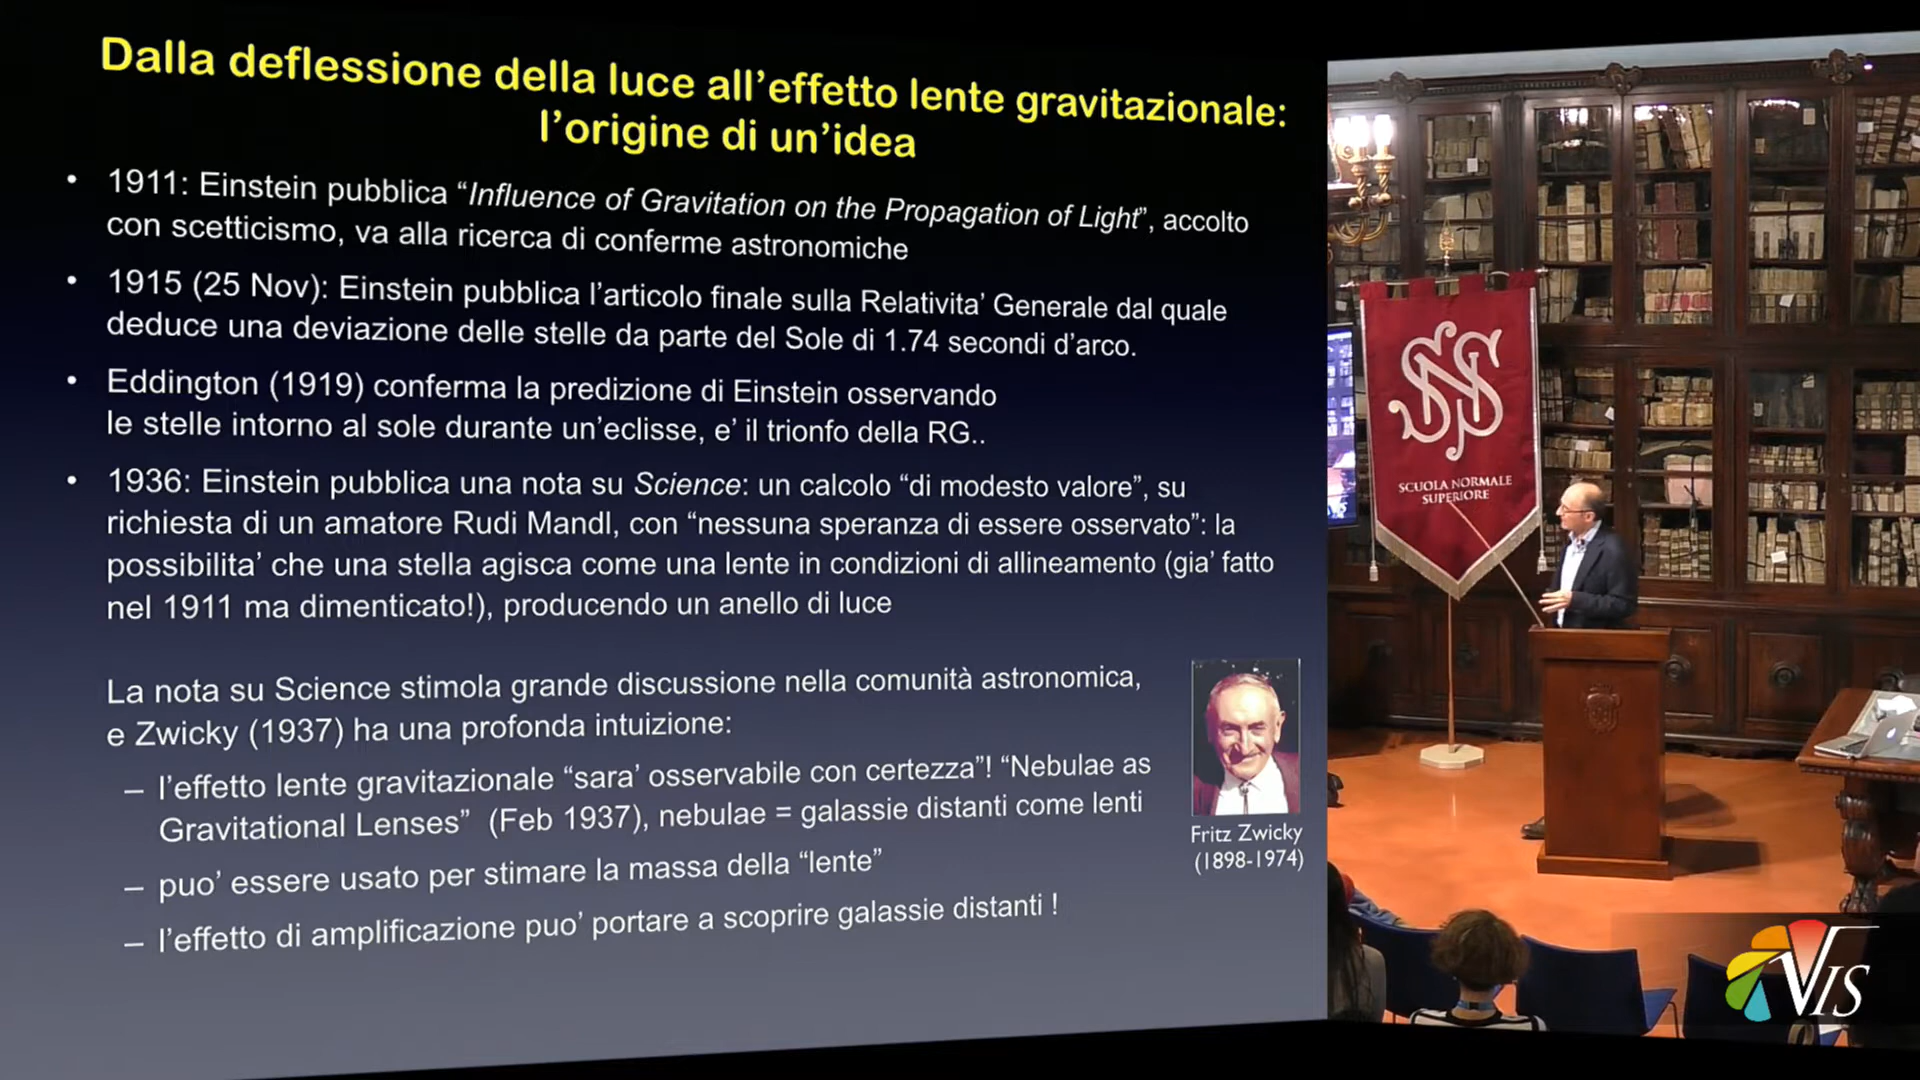 Dalla deflessione della luce all’effetto lente gravitazionale:
l’origine di un’idea
• 1911: Einstein pubblica “Influence of Gravitation on the Propagation of Light”, accolto
con scetticismo, va alla ricerca di conferme astronomiche
• 1915 (25 Nov): Einstein pubblica l’articolo finale sulla Relativita’ Generale dal quale
deduce una deviazione delle stelle da parte del Sole di 1.74 secondi d’arco.
• Eddington (1919) conferma la predizione di Einstein osservando
le stelle intorno al sole durante un’eclisse, e’ il trionfo della RG..
• 1936: Einstein pubblica una nota su Science: un calcolo “di modesto valore”, su
richiesta di un amatore Rudi Mandl, con “nessuna speranza di essere osservato”: la
possibilita’ che una stella agisca come una lente in condizioni di allineamento (gia’ fatto
nel 1911 ma dimenticato!), producendo un anello di luce
La nota su Science stimola grande discussione nella comunità astronomica,
e Zwicky (1937) ha una profonda intuizione:
– l’effetto lente gravitazionale “sara’ osservabile con certezza”! “Nebulae as
Gravitational Lenses” (Feb 1937), nebulae = galassie distanti come lenti
– puo’ essere usato per stimare la massa della “lente”
– l’effetto di amplificazione puo’ portare a scoprire galassie distanti !
Fritz Zwicky
(1898-1974)
SNS
SCUOLA NORMALE
SUPERIORE
VIS